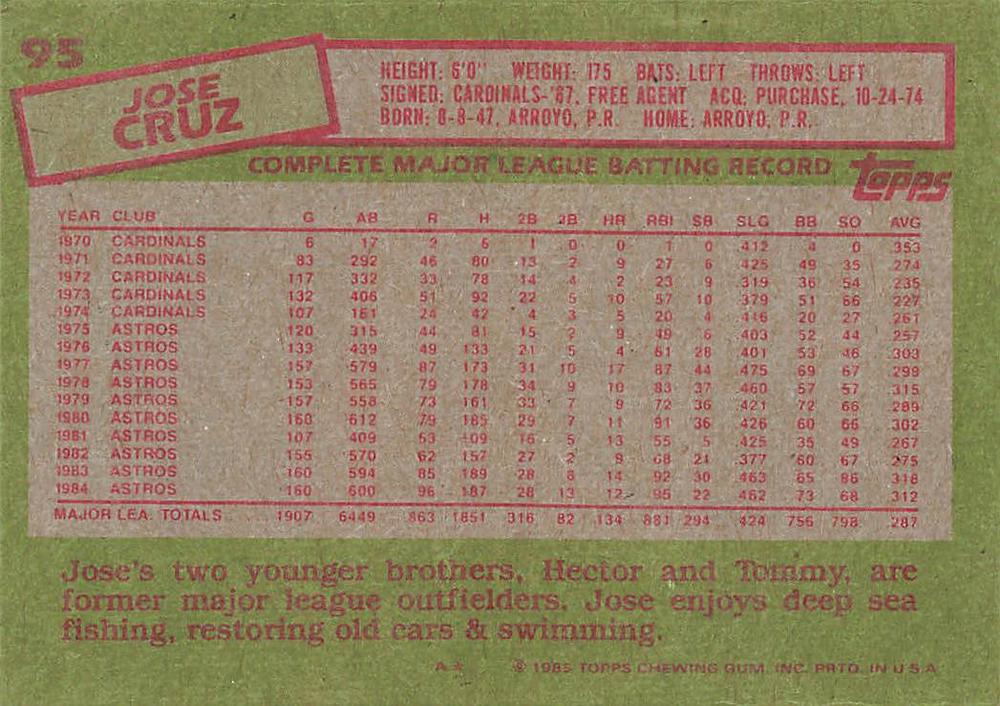 95
JOSE
CRUZ
HEIGHT: 6'0" WEIGHT: 175 BATS: LEFT THROWS: LEFT
SIGNED: CARDINALS-'67, FREE AGENT ACQ: PURCHASE, 10-24-74
BORN: 8-8-47, ARROYO, P.R. HOME: ARROYO, P.R.
COMPLETE MAJOR LEAGUE BATTING RECORD topps
YEAR CLUB G AB R H 2B 3B HR RBI SB SLG BB SO AVG
1970 CARDINALS 6 17 2 6 1 0 0 1 0 .412 4 0 .353
1971 CARDINALS 83 292 46 80 13 2 9 27 6 .425 49 35 .274
1972 CARDINALS 117 332 33 78 14 4 2 23 9 .319 36 54 .235
1973 CARDINALS 132 406 51 92 22 5 10 57 10 .379 51 66 .227
1974 CARDINALS 107 161 24 42 4 3 5 20 4 .416 20 27 .261
1975 ASTROS 120 315 44 81 15 2 9 49 6 .403 52 44 .257
1976 ASTROS 133 439 49 133 21 5 4 61 28 .401 53 46 .303
1977 ASTROS 157 579 87 173 31 10 17 87 44 .475 69 67 .299
1978 ASTROS 153 565 79 178 34 9 10 83 37 .460 57 57 .315
1979 ASTROS 157 558 73 161 33 7 9 72 36 .421 72 66 .289
1980 ASTROS 160 612 79 185 29 7 11 91 36 .426 60 66 .302
1981 ASTROS 107 409 53 109 16 5 13 55 5 .425 35 49 .267
1982 ASTROS 155 570 62 157 27 2 9 68 21 .377 60 67 .275
1983 ASTROS 160 594 85 189 28 8 14 92 30 .463 65 86 .318
1984 ASTROS 160 600 96 187 28 13 12 95 22 .462 73 68 .312
MAJOR LEA. TOTALS 1907 6449 863 1851 316 82 134 881 294 .424 756 798 .287
Jose's two younger brothers, Hector and Tommy, are
former major league outfielders. Jose enjoys deep sea
fishing, restoring old cars & swimming.
A* © 1985 TOPPS CHEWING GUM, INC. PRTD. IN U.S.A.